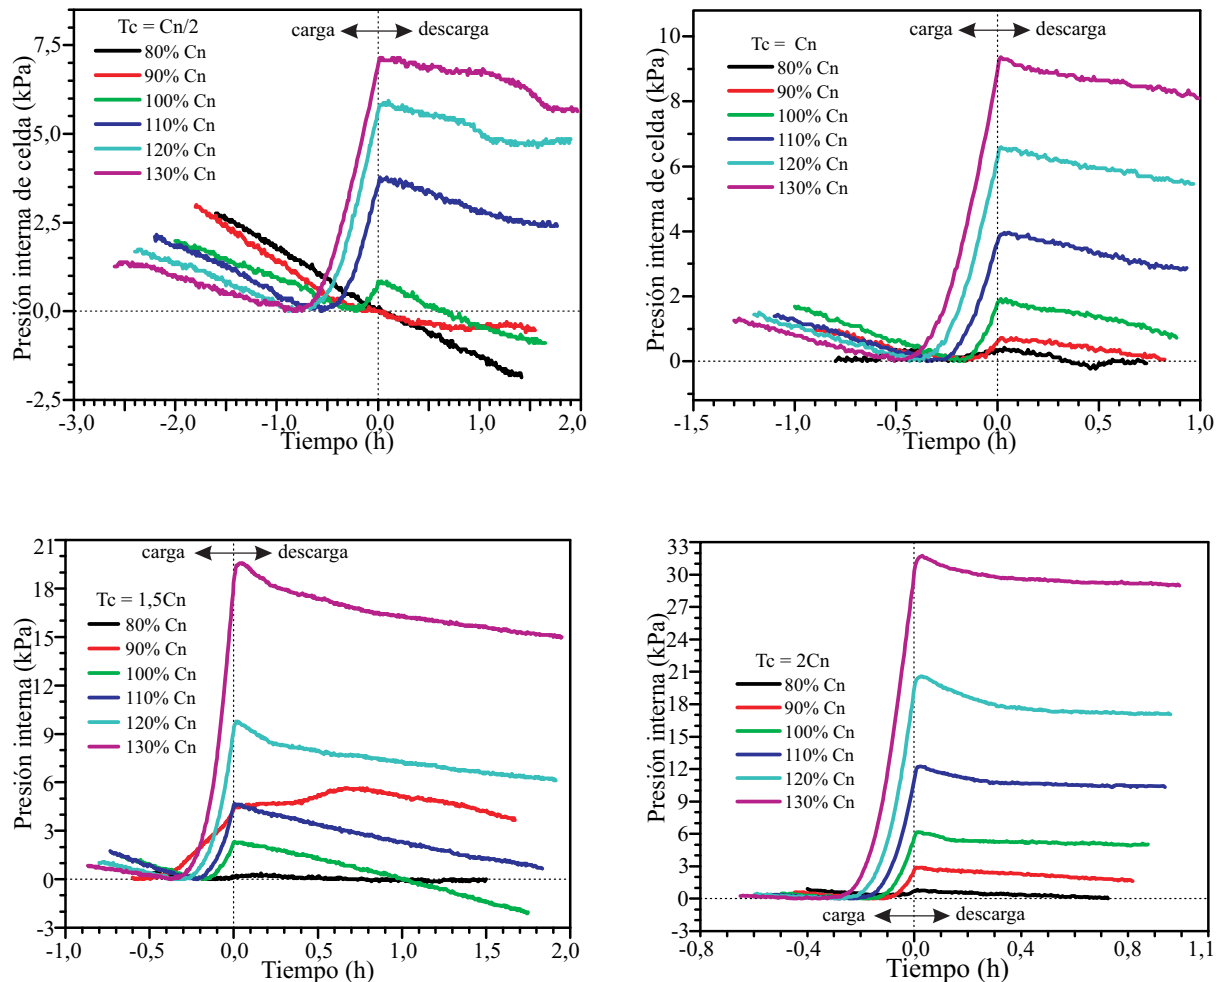 Tc = Cn/2
80% Cn
90% Cn
100% Cn
110% Cn
120% Cn
130% Cn
carga
descarga
7,5
5,0
2,5
0,0
-2,5
Presión interna de celda (kPa)
-3,0
-2,0
-1,0
0,0
1,0
2,0
Tiempo (h)
Tc = Cn
80% Cn
90% Cn
100% Cn
110% Cn
120% Cn
130% Cn
carga
descarga
10
8
6
4
2
0
Presión interna de celda (kPa)
-1,5
-1,0
-0,5
0,0
0,5
1,0
Tiempo (h)
carga
descarga
Tc = 1,5Cn
80% Cn
90% Cn
100% Cn
110% Cn
120% Cn
130% Cn
21
18
15
12
9
6
3
0
-3
Presión interna (kPa)
-1,0
-0,5
0,0
0,5
1,0
1,5
2,0
Tiempo (h)
Tc = 2Cn
80% Cn
90% Cn
100% Cn
110% Cn
120% Cn
130% Cn
carga
descarga
33
30
27
24
21
18
15
12
9
6
3
0
-3
Presión interna (kPa)
-0,8
-0,4
0,0
0,4
0,8
1,1
Tiempo (h)